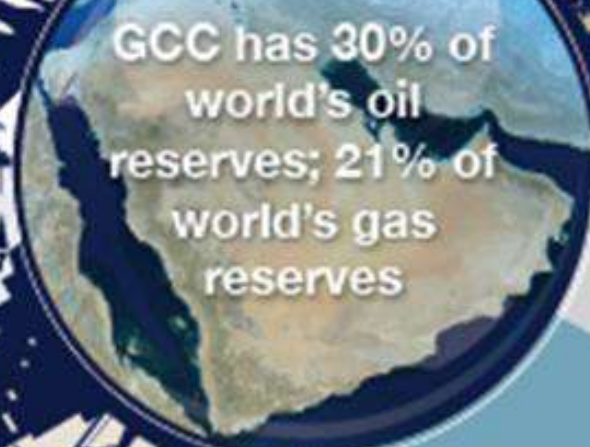 GCC has 30% of
world's oil
reserves; 21% of
world's gas
reserves